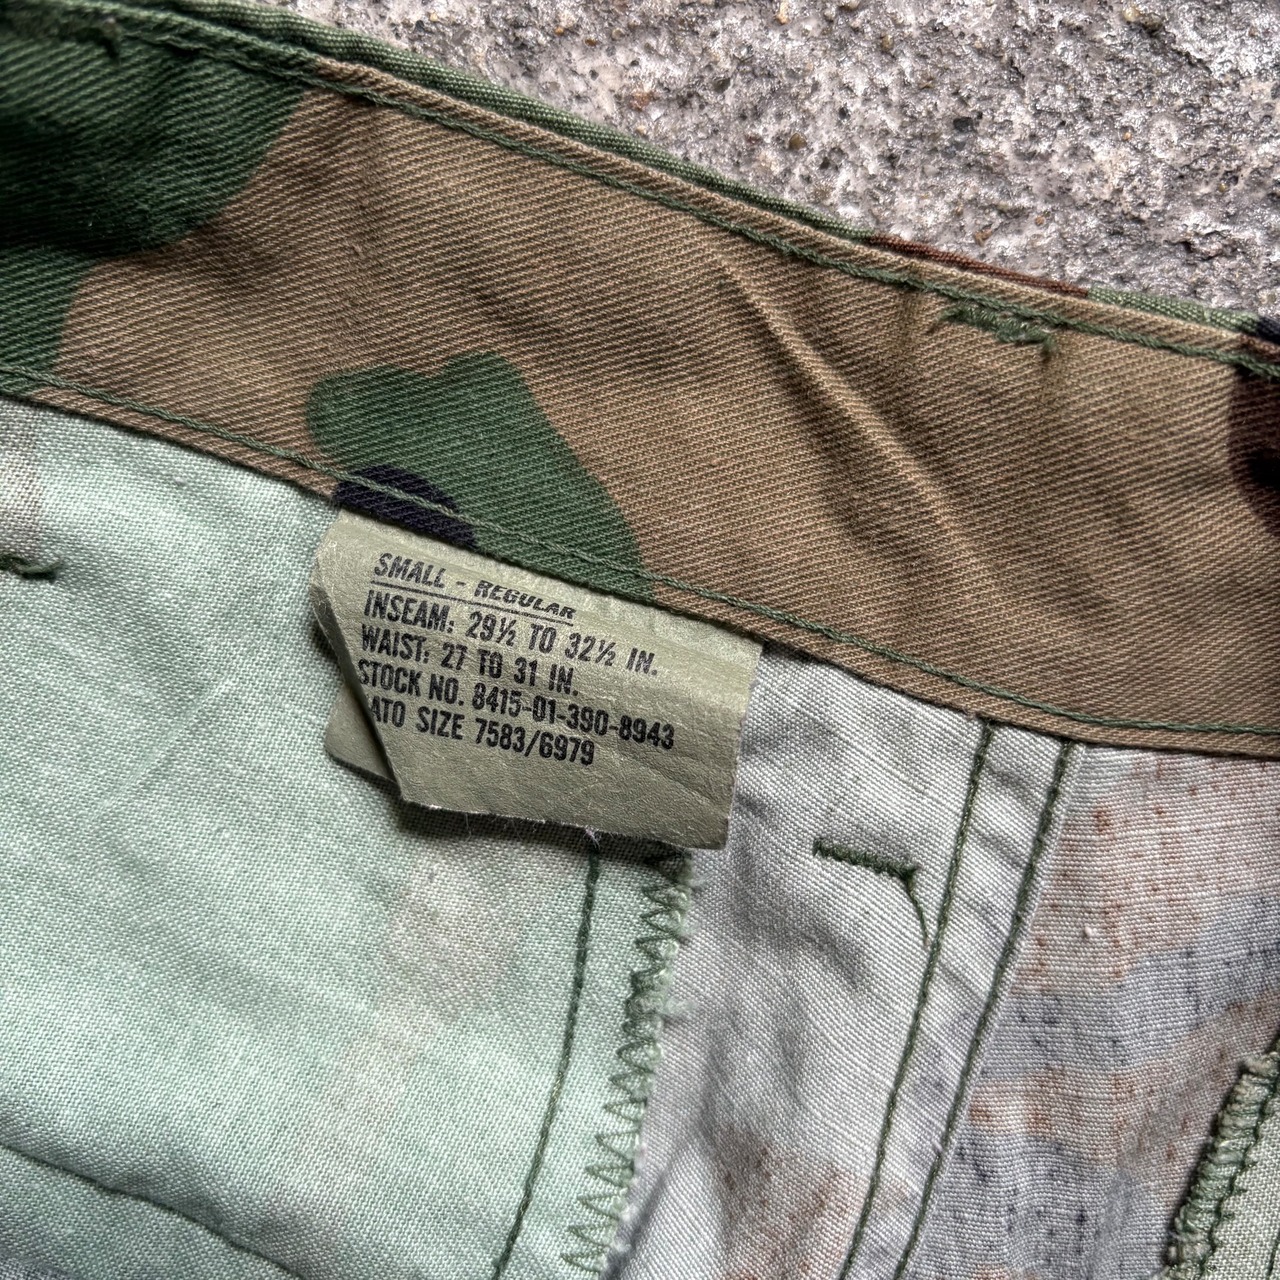 SMALL - REGULAR
INSEAM: 29½ TO 32½ IN.
WAIST: 27 TO 31 IN.
STOCK NO. 8415-01-390-8943
ATO SIZE 7583/6979